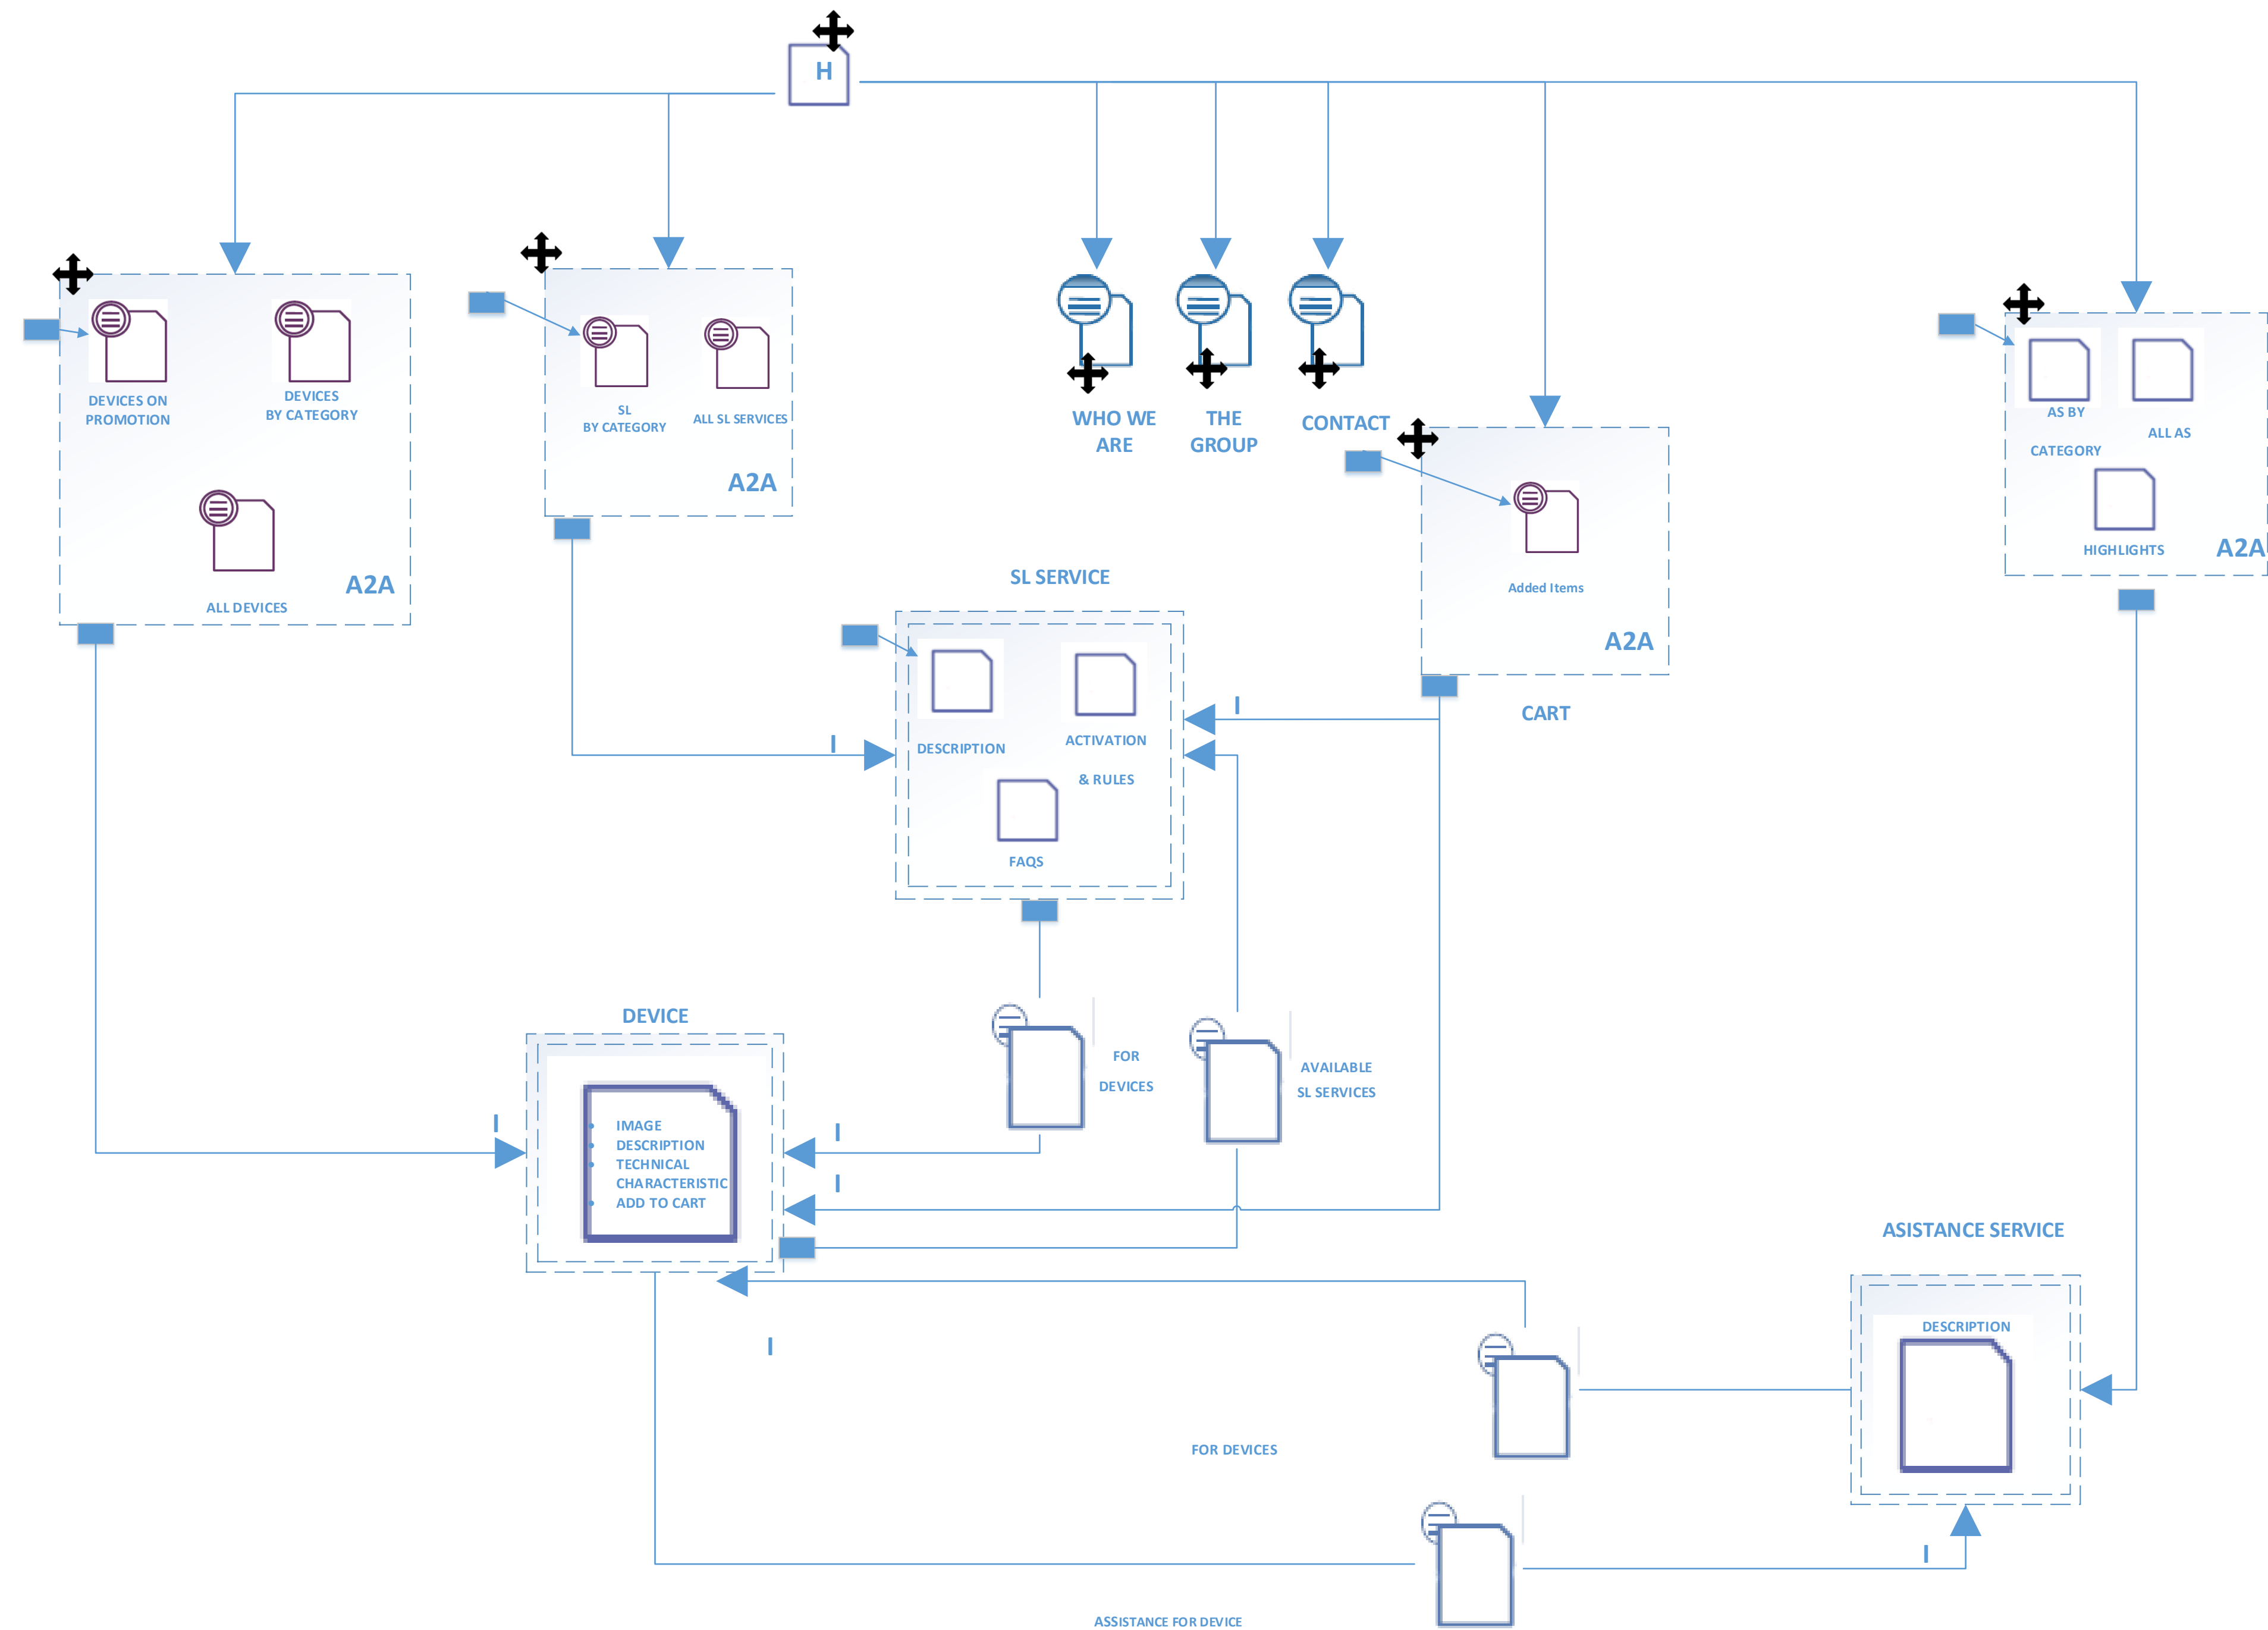 H
DEVICES ON
PROMOTION
DEVICES
BY CATEGORY
ALL DEVICES
A2A
SL
BY CATEGORY
ALL SL SERVICES
A2A
WHO WE
ARE
THE
GROUP
CONTACT
Added Items
A2A
CART
AS BY
CATEGORY
ALL AS
HIGHLIGHTS
A2A
SL SERVICE
DESCRIPTION
ACTIVATION
& RULES
FAQS
I
I
DEVICE
IMAGE
DESCRIPTION
TECHNICAL
CHARACTERISTIC
ADD TO CART
I
I
I
I
FOR
DEVICES
AVAILABLE
SL SERVICES
ASISTANCE SERVICE
DESCRIPTION
FOR DEVICES
I
ASSISTANCE FOR DEVICE